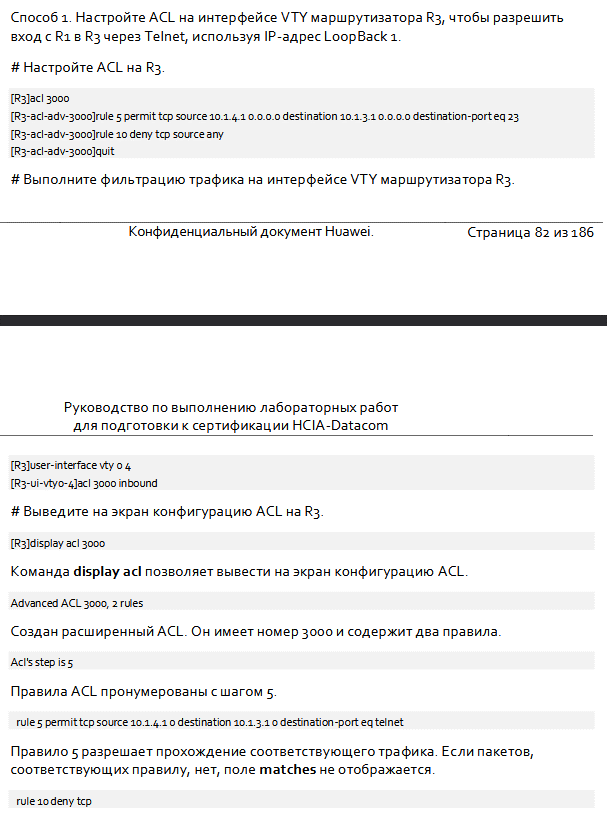 Способ 1. Настройте ACL на интерфейсе VTY маршрутизатора R3, чтобы разрешить
вход с R1 в R3 через Telnet, используя IP-адрес LoopBack 1.
# Настройте ACL на R3.
[R3]acl 3000
[R3-acl-adv-3000]rule 5 permit tcp source 10.1.4.1 0.0.0.0 destination 10.1.3.1 0.0.0.0 destination-port eq 23
[R3-acl-adv-3000]rule 10 deny tcp source any
[R3-acl-adv-3000]quit
# Выполните фильтрацию трафика на интерфейсе VTY маршрутизатора R3.
Конфиденциальный документ Huawei. Страница 82 из 186
Руководство по выполнению лабораторных работ
для подготовки к сертификации HCIA-Datacom
[R3]user-interface vty 0 4
[R3-ui-vty0-4]acl 3000 inbound
# Выведите на экран конфигурацию ACL на R3.
[R3]display acl 3000
Команда display acl позволяет вывести на экран конфигурацию ACL.
Advanced ACL 3000, 2 rules
Создан расширенный ACL. Он имеет номер 3000 и содержит два правила.
Acl's step is 5
Правила ACL пронумерованы с шагом 5.
rule 5 permit tcp source 10.1.4.1 0 destination 10.1.3.1 0 destination-port eq telnet
Правило 5 разрешает прохождение соответствующего трафика. Если пакетов,
соответствующих правилу, нет, поле matches не отображается.
rule 10 deny tcp